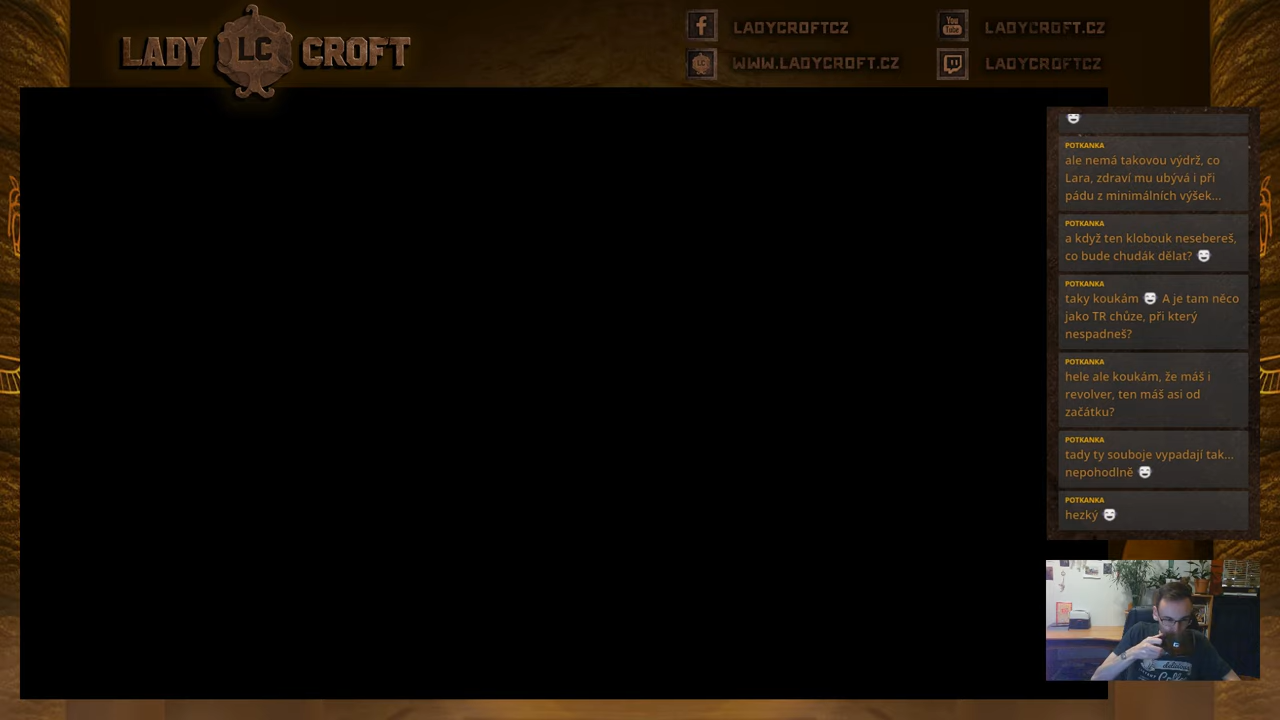 LADY LC CROFT
LADYCROFTCZ
LADYCROFT.CZ
WWW.LADYCROFT.CZ
LADYCROFTCZ
POTKANKA
ale nemá takovou výdrž, co
Lara, zdraví mu ubývá i při
pádu z minimálních výšek...
POTKANKA
a když ten klobouk nesebereš,
co bude chudák dělat?
POTKANKA
taky koukám A je tam něco
jako TR chůze, při který
nespadneš?
POTKANKA
hele ale koukám, že máš i
revolver, ten máš asi od
začátku?
POTKANKA
tady ty souboje vypadají tak...
nepohodlně
POTKANKA
hezký